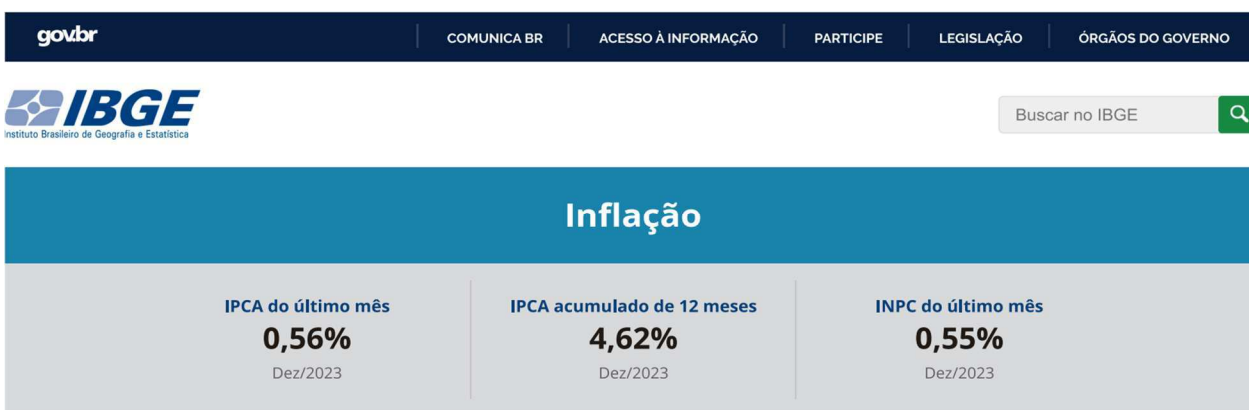 gov.br COMUNICA BR ACESSO À INFORMAÇÃO PARTICIPE LEGISLAÇÃO ÓRGÃOS DO GOVERNO
IBGE
Instituto Brasileiro de Geografia e Estatística
Buscar no IBGE
Inflação
IPCA do último mês
0,56%
Dez/2023
IPCA acumulado de 12 meses
4,62%
Dez/2023
INPC do último mês
0,55%
Dez/2023